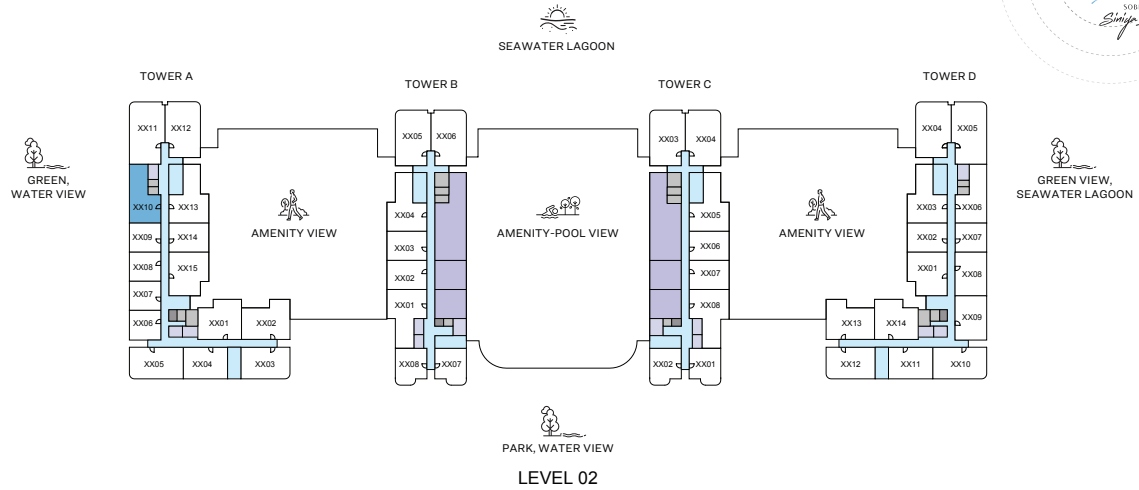 SOB
Siniya
SEAWATER LAGOON
TOWER A
TOWER B
TOWER C
TOWER D
XX11
XX12
XX05
XX06
XX03
XX04
XX04
XX05
GREEN,
WATER VIEW
GREEN VIEW,
SEAWATER LAGOON
XX10
XX13
XX09
XX14
XX08
XX15
XX07
XX06
XX01
XX02
XX05
XX04
XX03
AMENITY VIEW
XX04
XX03
XX02
XX01
XX08
XX07
AMENITY-POOL VIEW
XX05
XX06
XX07
XX08
XX02
XX01
AMENITY VIEW
XX03
XX06
XX02
XX07
XX01
XX08
XX09
XX13
XX14
XX12
XX11
XX10
PARK, WATER VIEW
LEVEL 02